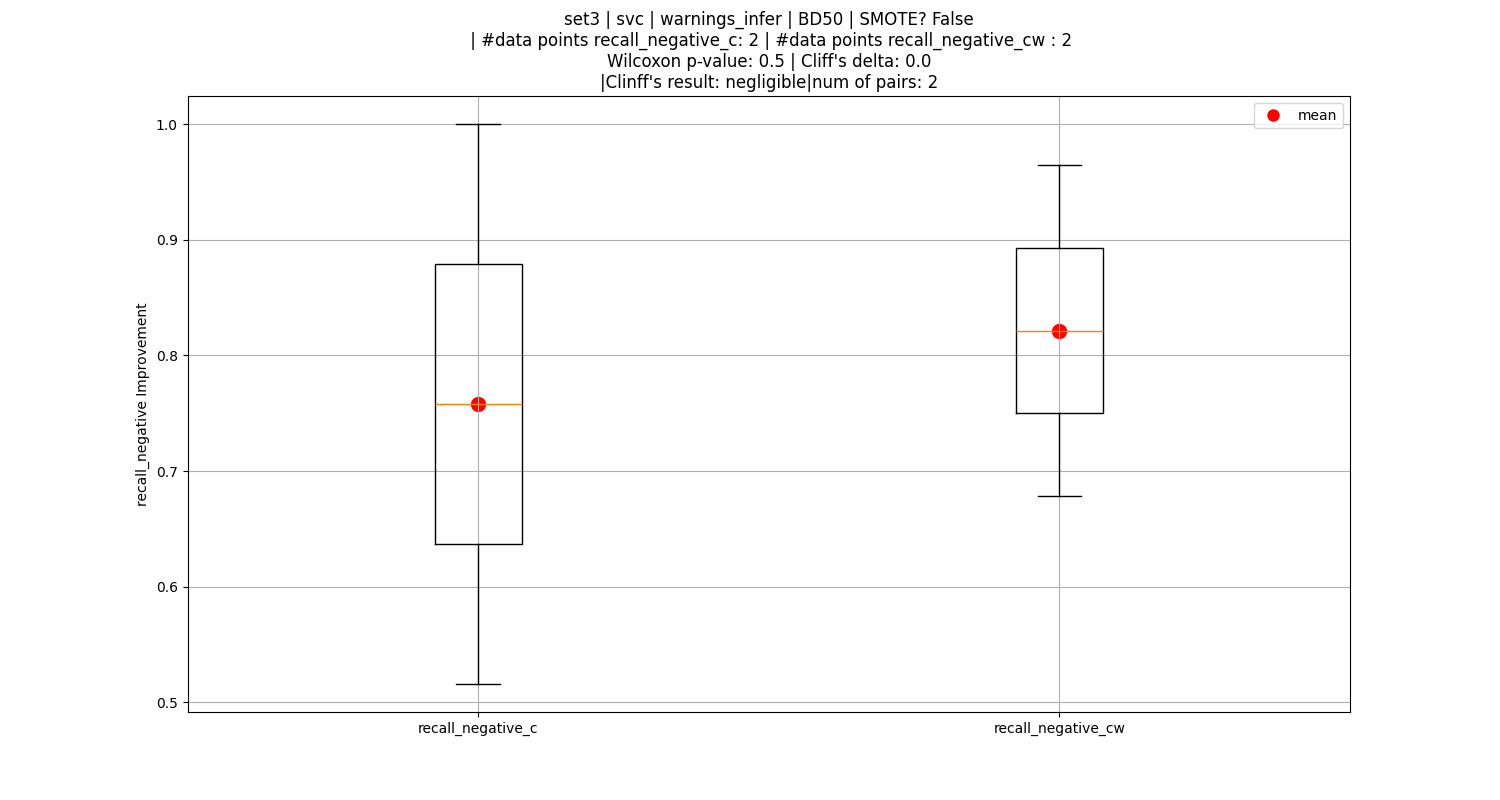 set3 | svc | warnings_infer | BD50 | SMOTE? False
| #data points recall_negative_c: 2 | #data points recall_negative_cw : 2
Wilcoxon p-value: 0.5 | Cliff's delta: 0.0
|Clinff's result: negligible|num of pairs: 2
mean
1.0
0.9
0.8
0.7
0.6
0.5
recall_negative Improvement
recall_negative_c
recall_negative_cw